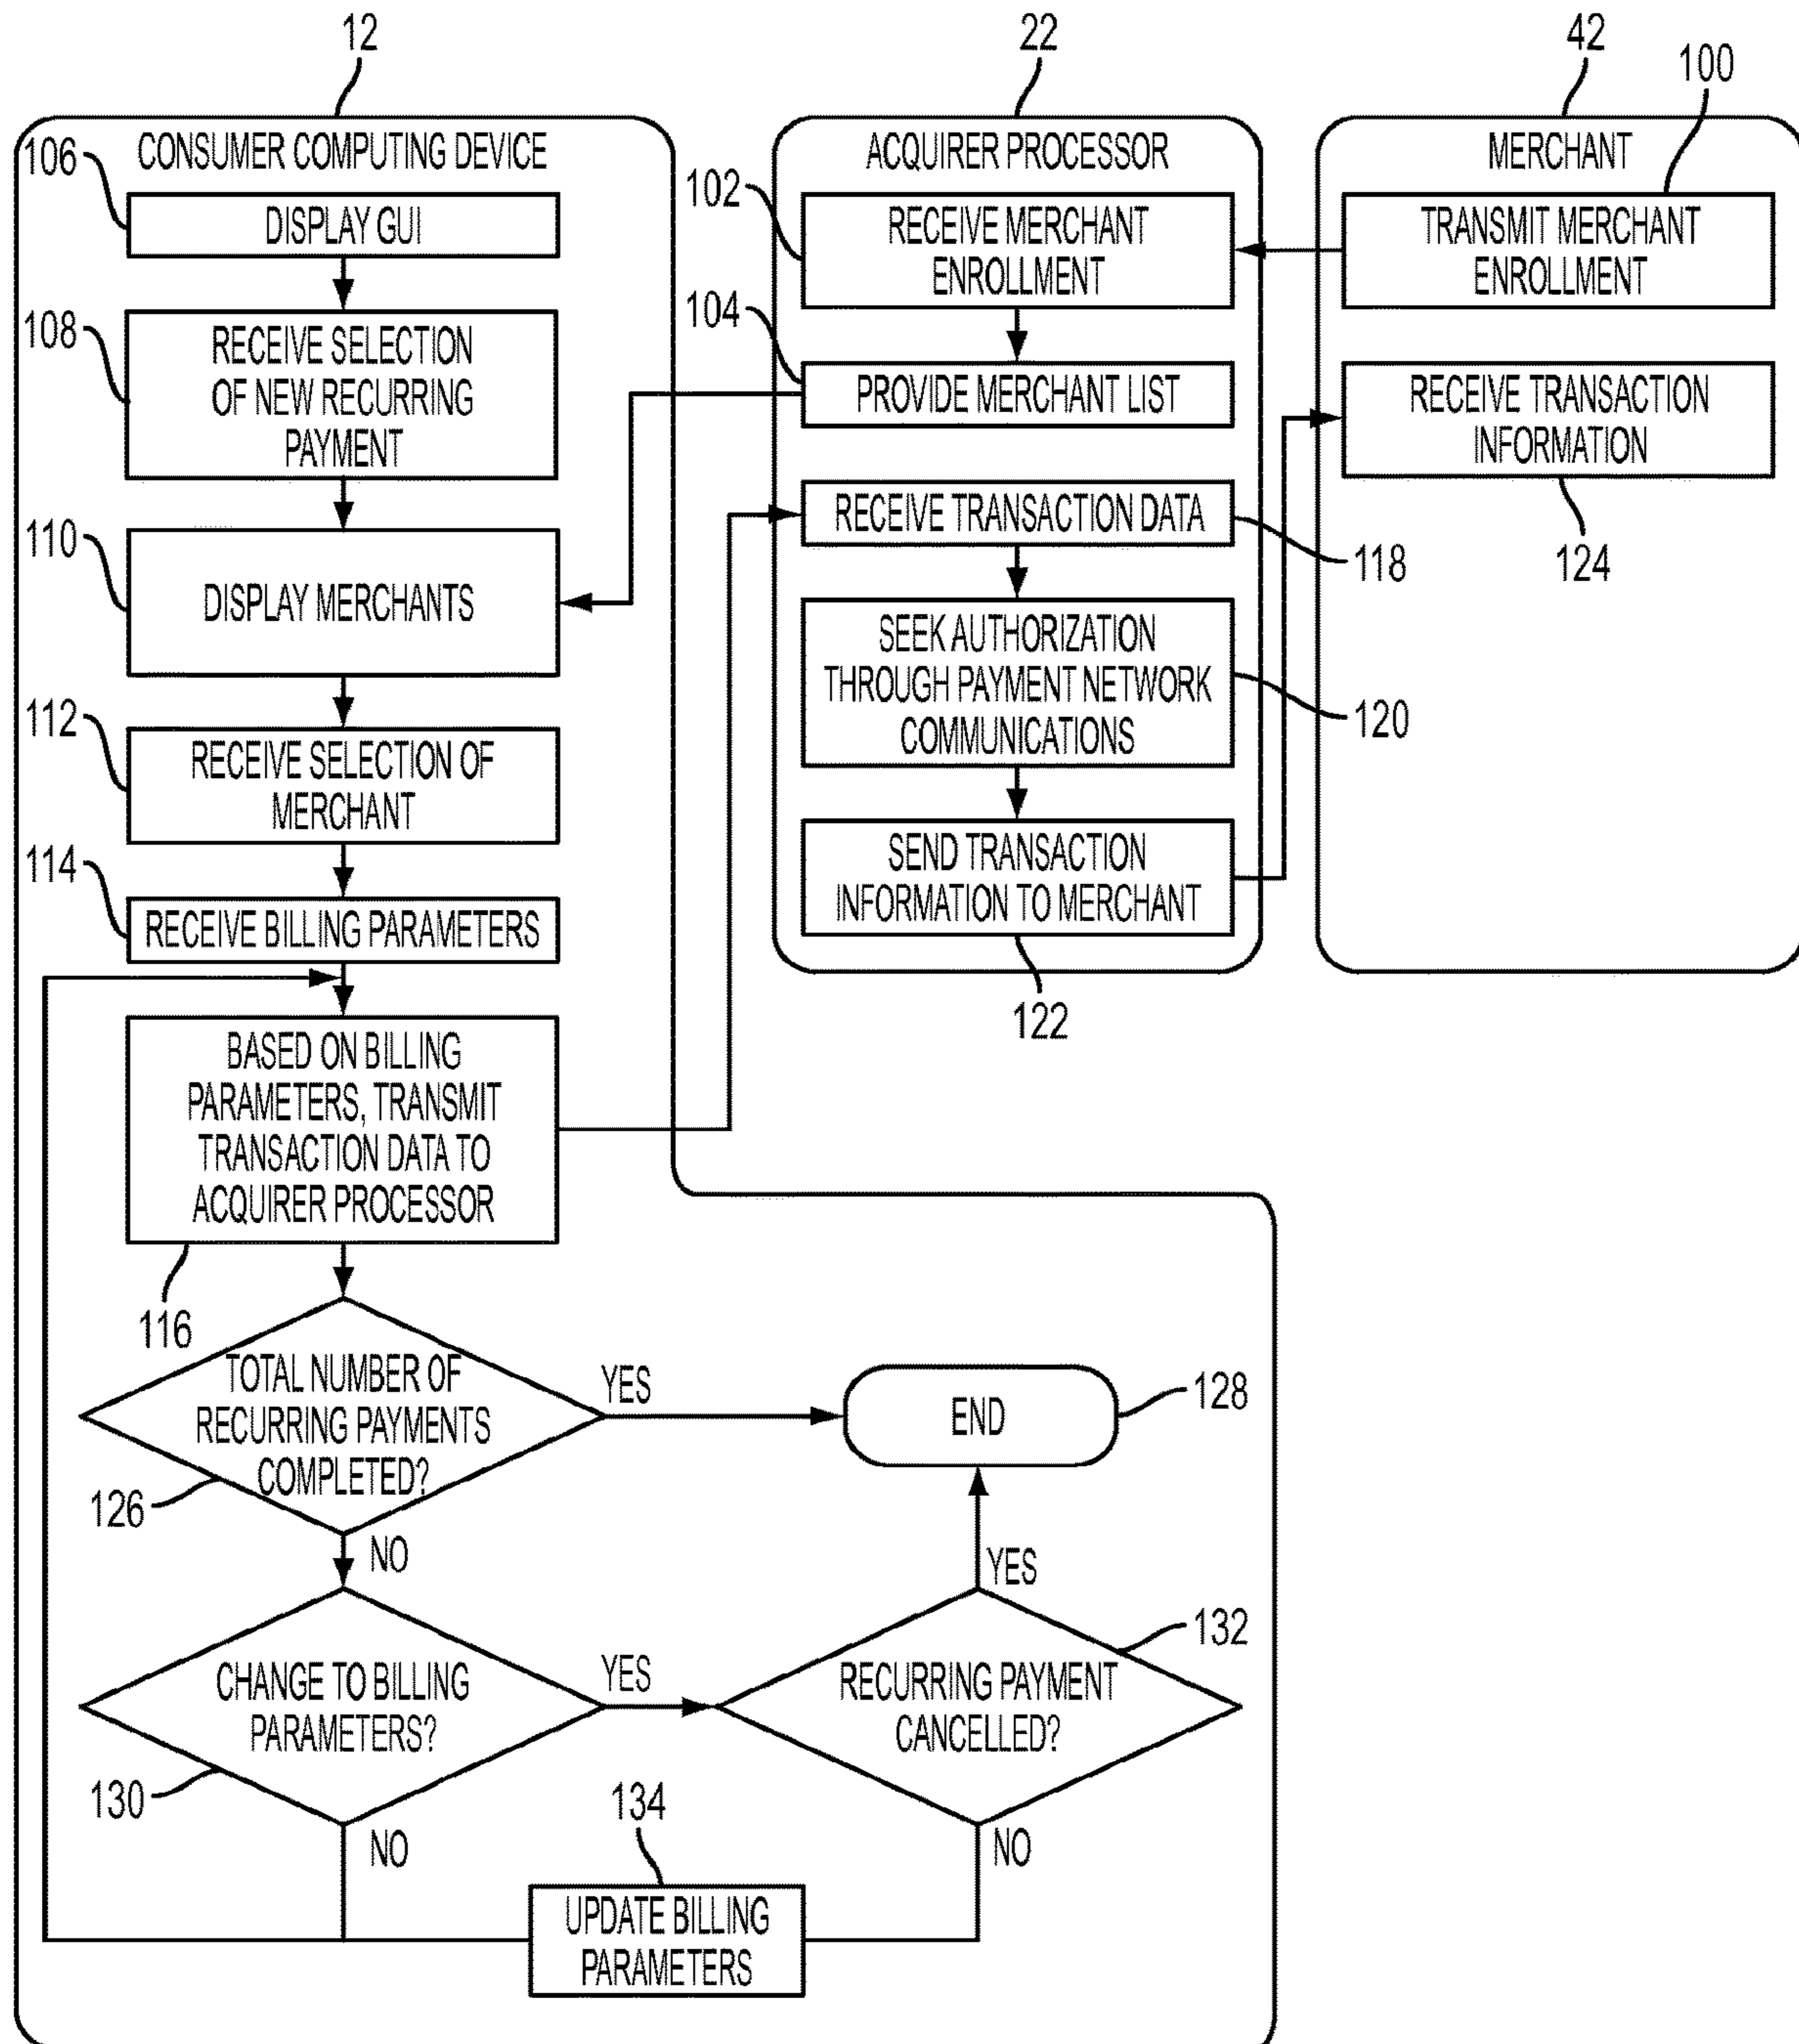 12
22
42
100
CONSUMER COMPUTING DEVICE
ACQUIRER PROCESSOR
MERCHANT
106
DISPLAY GUI
102
RECEIVE MERCHANT
ENROLLMENT
TRANSMIT MERCHANT
ENROLLMENT
108
RECEIVE SELECTION
OF NEW RECURRING
PAYMENT
104
PROVIDE MERCHANT LIST
RECEIVE TRANSACTION
INFORMATION
124
110
DISPLAY MERCHANTS
RECEIVE TRANSACTION DATA
118
SEEK AUTHORIZATION
THROUGH PAYMENT NETWORK
COMMUNICATIONS
120
112
RECEIVE SELECTION OF
MERCHANT
SEND TRANSACTION
INFORMATION TO MERCHANT
122
114
RECEIVE BILLING PARAMETERS
BASED ON BILLING
PARAMETERS, TRANSMIT
TRANSACTION DATA TO
ACQUIRER PROCESSOR
116
TOTAL NUMBER OF
RECURRING PAYMENTS
COMPLETED?
126
YES
END
128
NO
YES
CHANGE TO BILLING
PARAMETERS?
130
YES
RECURRING PAYMENT
CANCELLED?
132
NO
134
NO
UPDATE BILLING
PARAMETERS